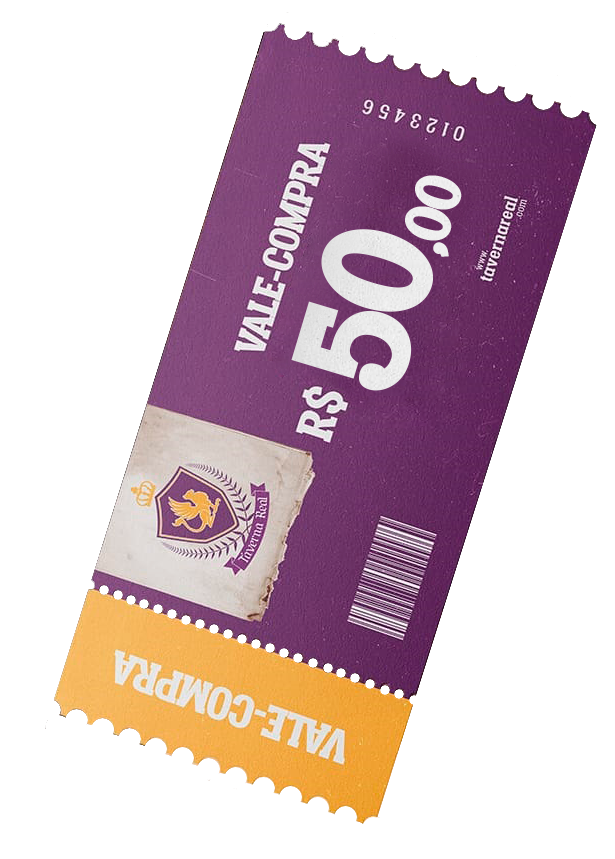 VALE-COMPRA
R$ 50,00
www.
tavernareal
.com
0123456
Taverna Real
VALE-COMPRA